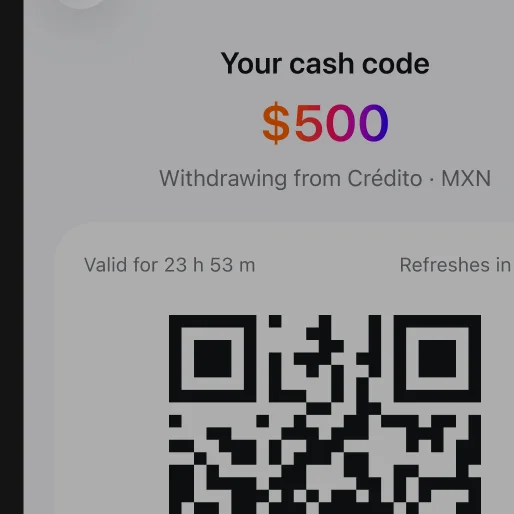 Your cash code
$500
Withdrawing from Crédito · MXN
Valid for 23 h 53 m
Refreshes in